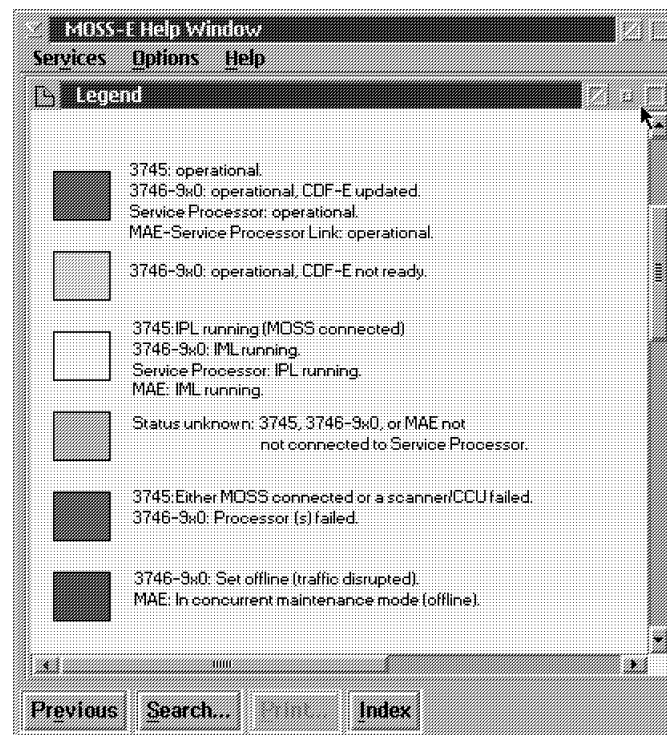 MOSS-E Help Window
Services Options Help
Legend
3745: operational.
3746-9x0: operational, CDF-E updated.
Service Processor: operational.
MAE-Service Processor Link: operational.
3746-9x0: operational, CDF-E not ready.
3745:IPL running (MOSS connected)
3746-9x0: IML running.
Service Processor: IPL running.
MAE: IML running.
Status unknown: 3745, 3746-9x0, or MAE not
not connected to Service Processor.
3745:Either MOSS connected or a scanner/CCU failed.
3746-9x0: Processor (s) failed.
3746-9x0: Set offline (traffic disrupted).
MAE: In concurrent maintenance mode (offline).
Previous Search... Print... Index